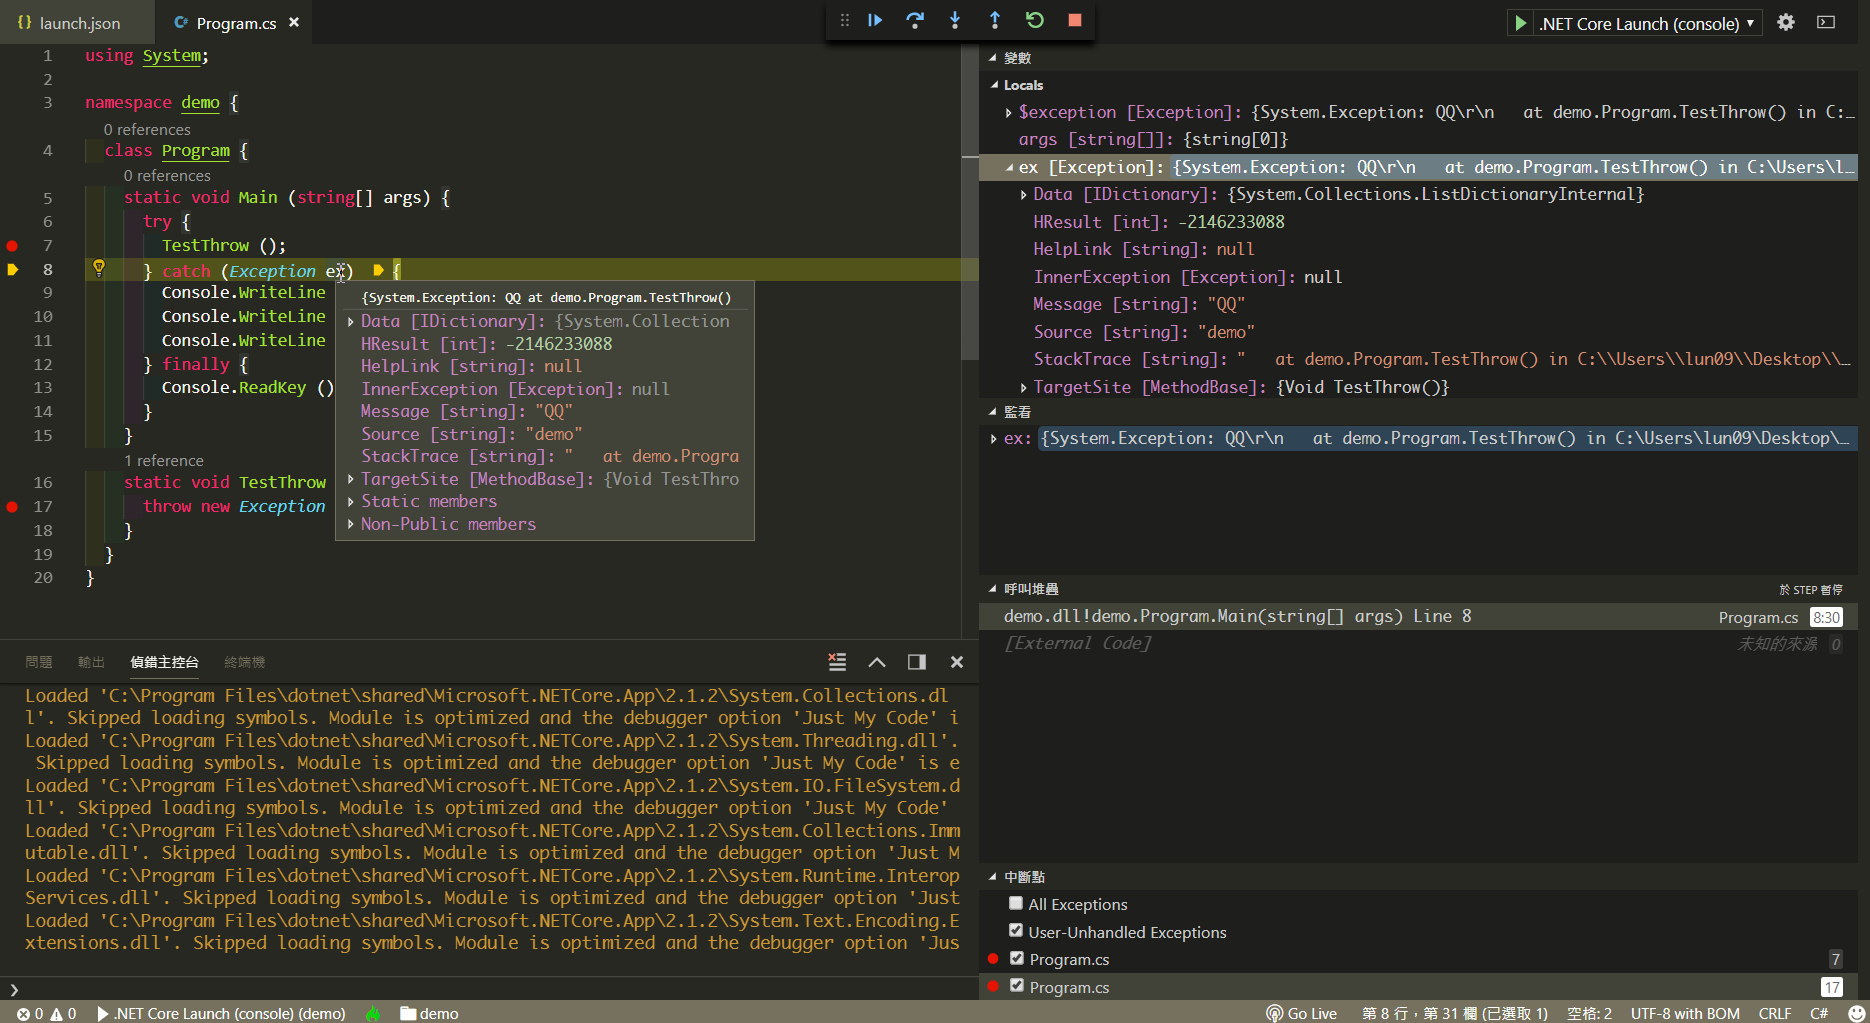 launch.json
Program.cs
.NET Core Launch (console)
1 using System;
2
3 namespace demo {
0 references
4 class Program {
0 references
5 static void Main (string[] args) {
6 try {
7 TestThrow ();
8 } catch (Exception ex) {
9 Console.WriteLine
10 Console.WriteLine
11 Console.WriteLine
12 } finally {
13 Console.ReadKey ()
14 }
15 }
1 reference
16 static void TestThrow
17 throw new Exception
18 }
19 }
20 }
{System.Exception: QQ at demo.Program.TestThrow()
Data [IDictionary]: {System.Collection
HResult [int]: -2146233088
HelpLink [string]: null
InnerException [Exception]: null
Message [string]: "QQ"
Source [string]: "demo"
StackTrace [string]: "   at demo.Progra
TargetSite [MethodBase]: {Void TestThro
Static members
Non-Public members
變數
Locals
$exception [Exception]: {System.Exception: QQ\r\n   at demo.Program.TestThrow() in C:…
args [string[]]: {string[0]}
ex [Exception]: {System.Exception: QQ\r\n   at demo.Program.TestThrow() in C:\Users\l…
Data [IDictionary]: {System.Collections.ListDictionaryInternal}
HResult [int]: -2146233088
HelpLink [string]: null
InnerException [Exception]: null
Message [string]: "QQ"
Source [string]: "demo"
StackTrace [string]: "   at demo.Program.TestThrow() in C:\\Users\\lun09\\Desktop\\…
TargetSite [MethodBase]: {Void TestThrow()}
監看
ex: {System.Exception: QQ\r\n   at demo.Program.TestThrow() in C:\Users\lun09\Desktop\…
呼叫堆疊 於 STEP 暫停
demo.dll!demo.Program.Main(string[] args) Line 8 Program.cs 8:30
[External Code] 未知的來源 0
中斷點
All Exceptions
User-Unhandled Exceptions
Program.cs 7
Program.cs 17
問題 輸出 偵錯主控台 終端機
Loaded 'C:\Program Files\dotnet\shared\Microsoft.NETCore.App\2.1.2\System.Collections.dl
l'. Skipped loading symbols. Module is optimized and the debugger option 'Just My Code' i
Loaded 'C:\Program Files\dotnet\shared\Microsoft.NETCore.App\2.1.2\System.Threading.dll'.
Skipped loading symbols. Module is optimized and the debugger option 'Just My Code' is e
Loaded 'C:\Program Files\dotnet\shared\Microsoft.NETCore.App\2.1.2\System.IO.FileSystem.d
ll'. Skipped loading symbols. Module is optimized and the debugger option 'Just My Code'
Loaded 'C:\Program Files\dotnet\shared\Microsoft.NETCore.App\2.1.2\System.Collections.Imm
utable.dll'. Skipped loading symbols. Module is optimized and the debugger option 'Just M
Loaded 'C:\Program Files\dotnet\shared\Microsoft.NETCore.App\2.1.2\System.Runtime.Interop
Services.dll'. Skipped loading symbols. Module is optimized and the debugger option 'Just
Loaded 'C:\Program Files\dotnet\shared\Microsoft.NETCore.App\2.1.2\System.Text.Encoding.E
xtensions.dll'. Skipped loading symbols. Module is optimized and the debugger option 'Jus
0 0 .NET Core Launch (console) (demo) demo Go Live 第 8 行，第 31 欄 (已選取 1) 空格: 2 UTF-8 with BOM CRLF C#